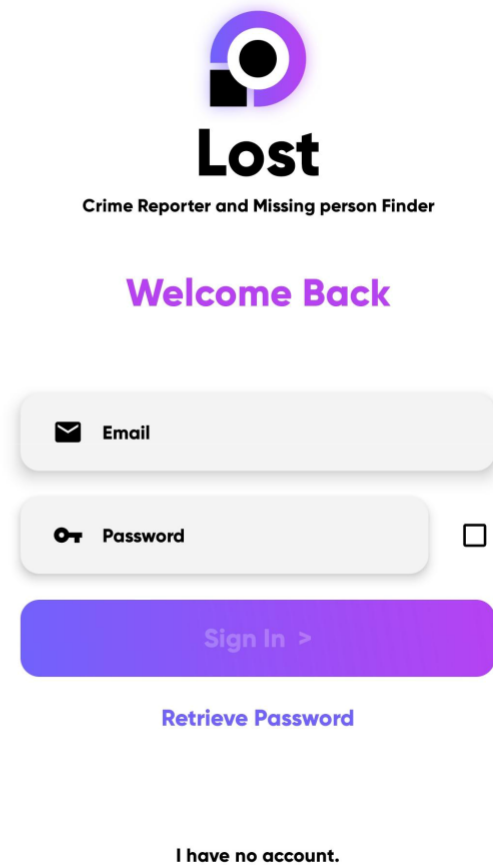 Lost
Crime Reporter and Missing person Finder
Welcome Back
Email
Password
Sign In >
Retrieve Password
I have no account.